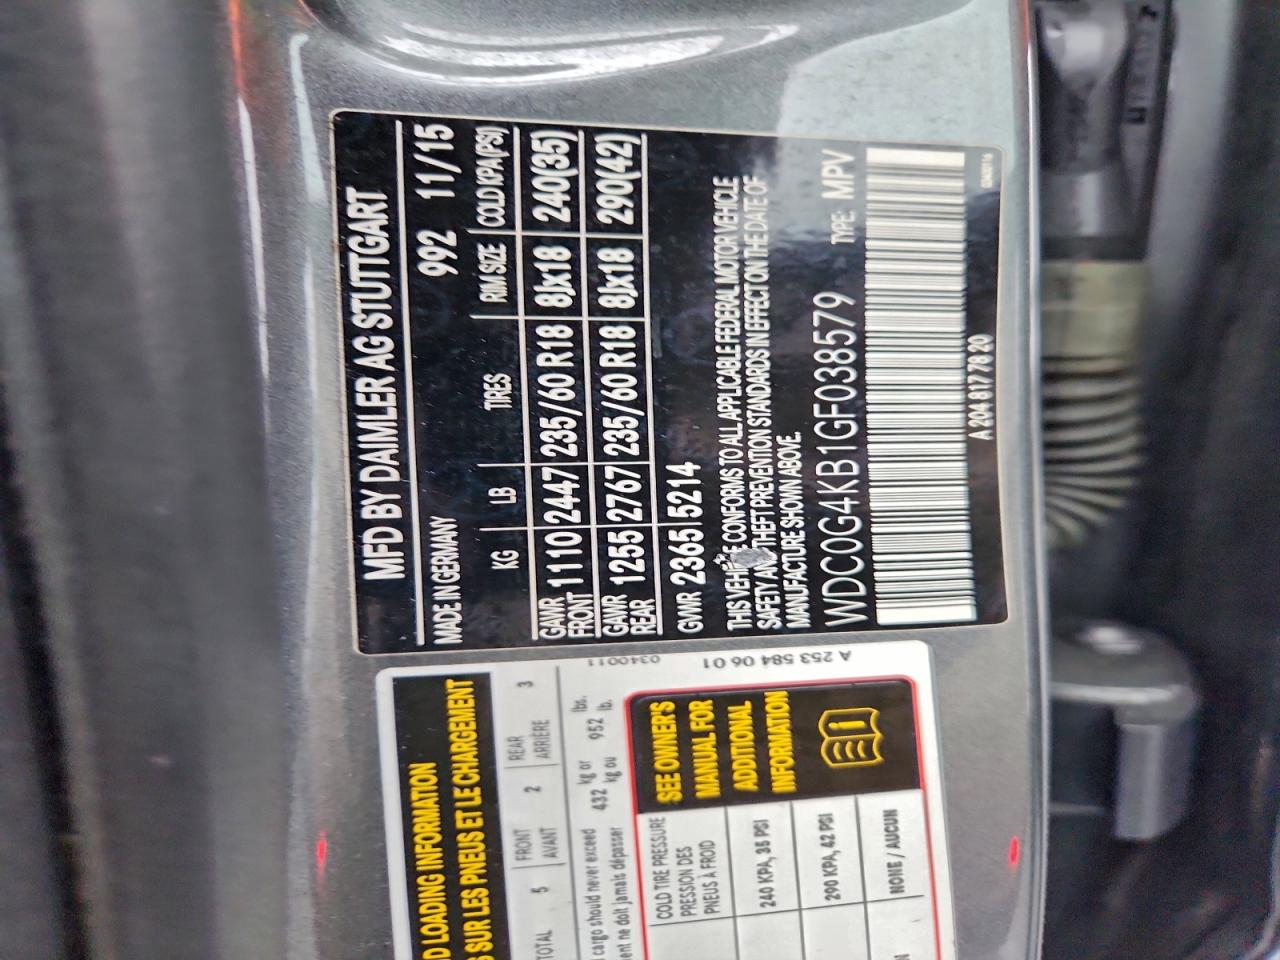 MFD BY DAIMLER AG STUTTGART
MADE IN GERMANY 992 11/15
KG LB TIRES RIM SIZE COLD KPA(PSI)
GAWR FRONT 1110 2447 235/60 R18 8Jx18 240(35)
GAWR REAR 1255 2767 235/60 R18 8Jx18 290(42)
GVWR 2365 5214
THIS VEHICLE CONFORMS TO ALL APPLICABLE FEDERAL MOTOR VEHICLE
SAFETY AND THEFT PREVENTION STANDARDS IN EFFECT ON THE DATE OF
MANUFACTURE SHOWN ABOVE.
WDC0G4KB1GF038579 TYPE: MPV
A 204 817 78 20
LOADING INFORMATION
SUR LES PNEUS ET LE CHARGEMENT
TOTAL 5 FRONT AVANT 2 REAR ARRIÈRE 3
cargo should never exceed 432 kg or lbs.
ne doit jamais dépasser kg ou 952 lb.
0340011
A 253 584 06 01
COLD TIRE PRESSURE
PRESSION DES
PNEUS À FROID
240 KPA, 35 PSI
290 KPA, 42 PSI
NONE / AUCUN
SEE OWNER'S
MANUAL FOR
ADDITIONAL
INFORMATION
i